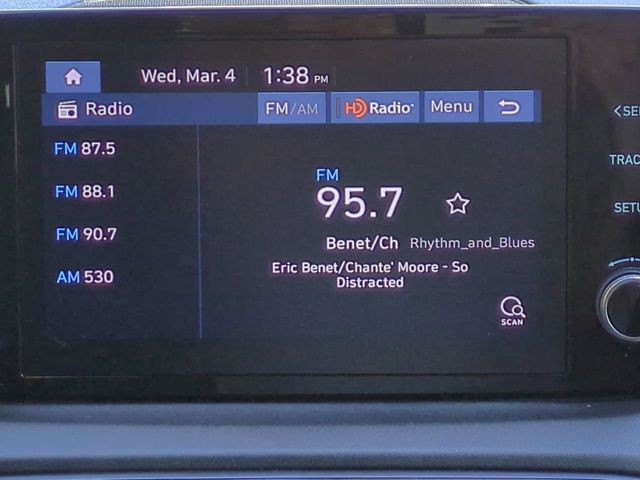 Wed, Mar. 4 1:38 PM
Radio FM/AM HD Radio Menu
FM 87.5
FM 88.1
FM 90.7
AM 530
FM
95.7
Benet/Ch Rhythm_and_Blues
Eric Benet/Chante' Moore - So
Distracted
SCAN
TRAC
SETU